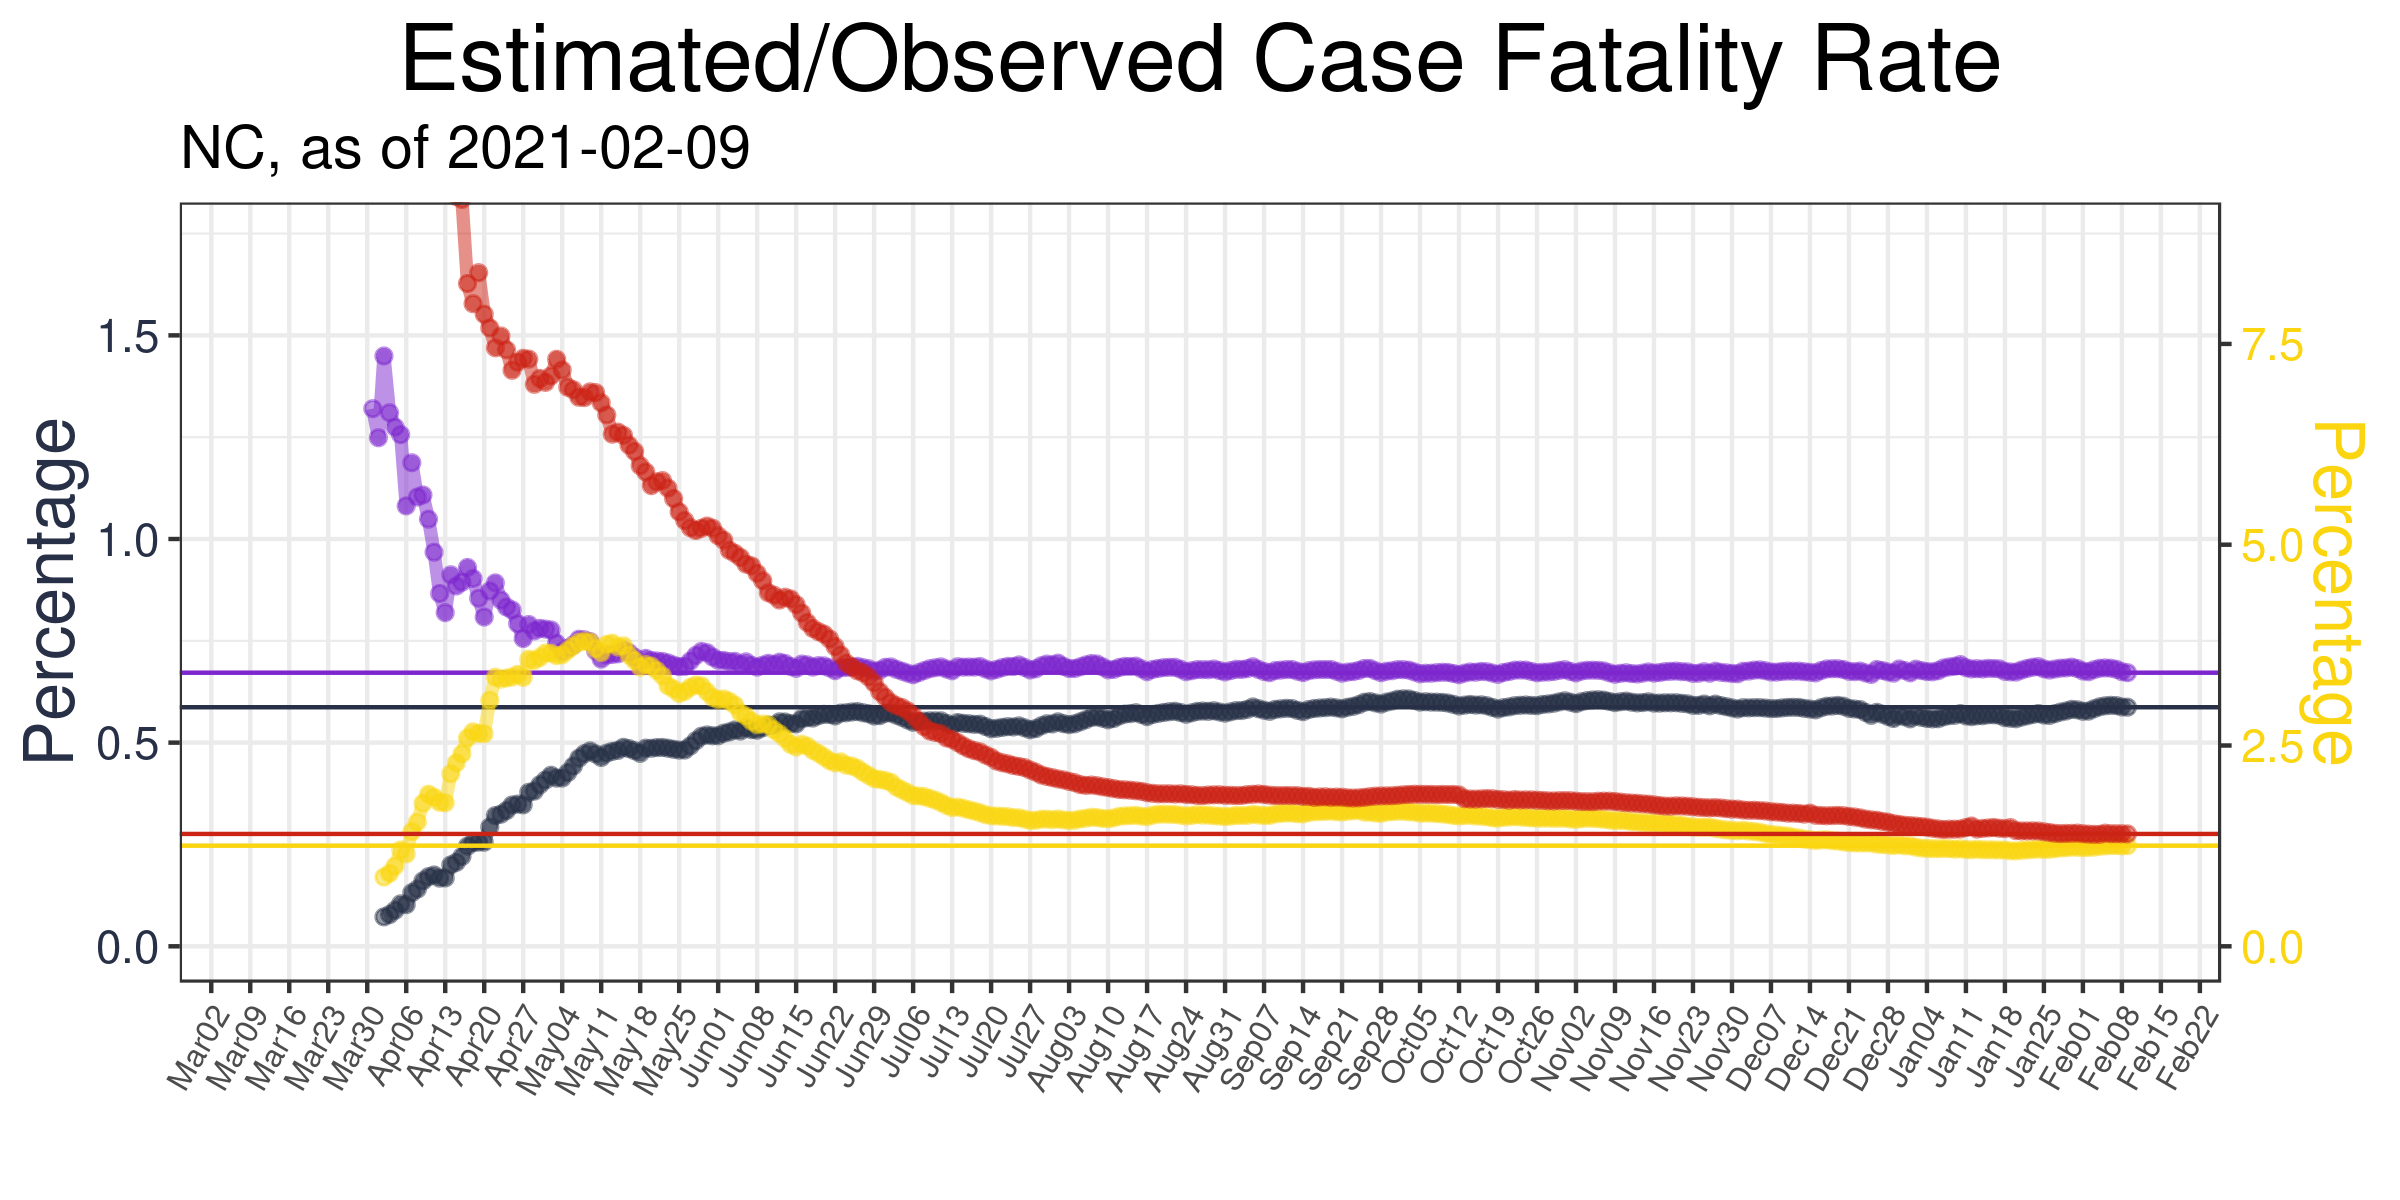 Estimated/Observed Case Fatality Rate
NC, as of 2021-02-09
Percentage
1.5
1.0
0.5
0.0
7.5
5.0
2.5
0.0
Percentage
Mar02
Mar09
Mar16
Mar23
Mar30
Apr06
Apr13
Apr20
Apr27
May04
May11
May18
May25
Jun01
Jun08
Jun15
Jun22
Jun29
Jul06
Jul13
Jul20
Jul27
Aug03
Aug10
Aug17
Aug24
Aug31
Sep07
Sep14
Sep21
Sep28
Oct05
Oct12
Oct19
Oct26
Nov02
Nov09
Nov16
Nov23
Nov30
Dec07
Dec14
Dec21
Dec28
Jan04
Jan11
Jan18
Jan25
Feb01
Feb08
Feb15
Feb22